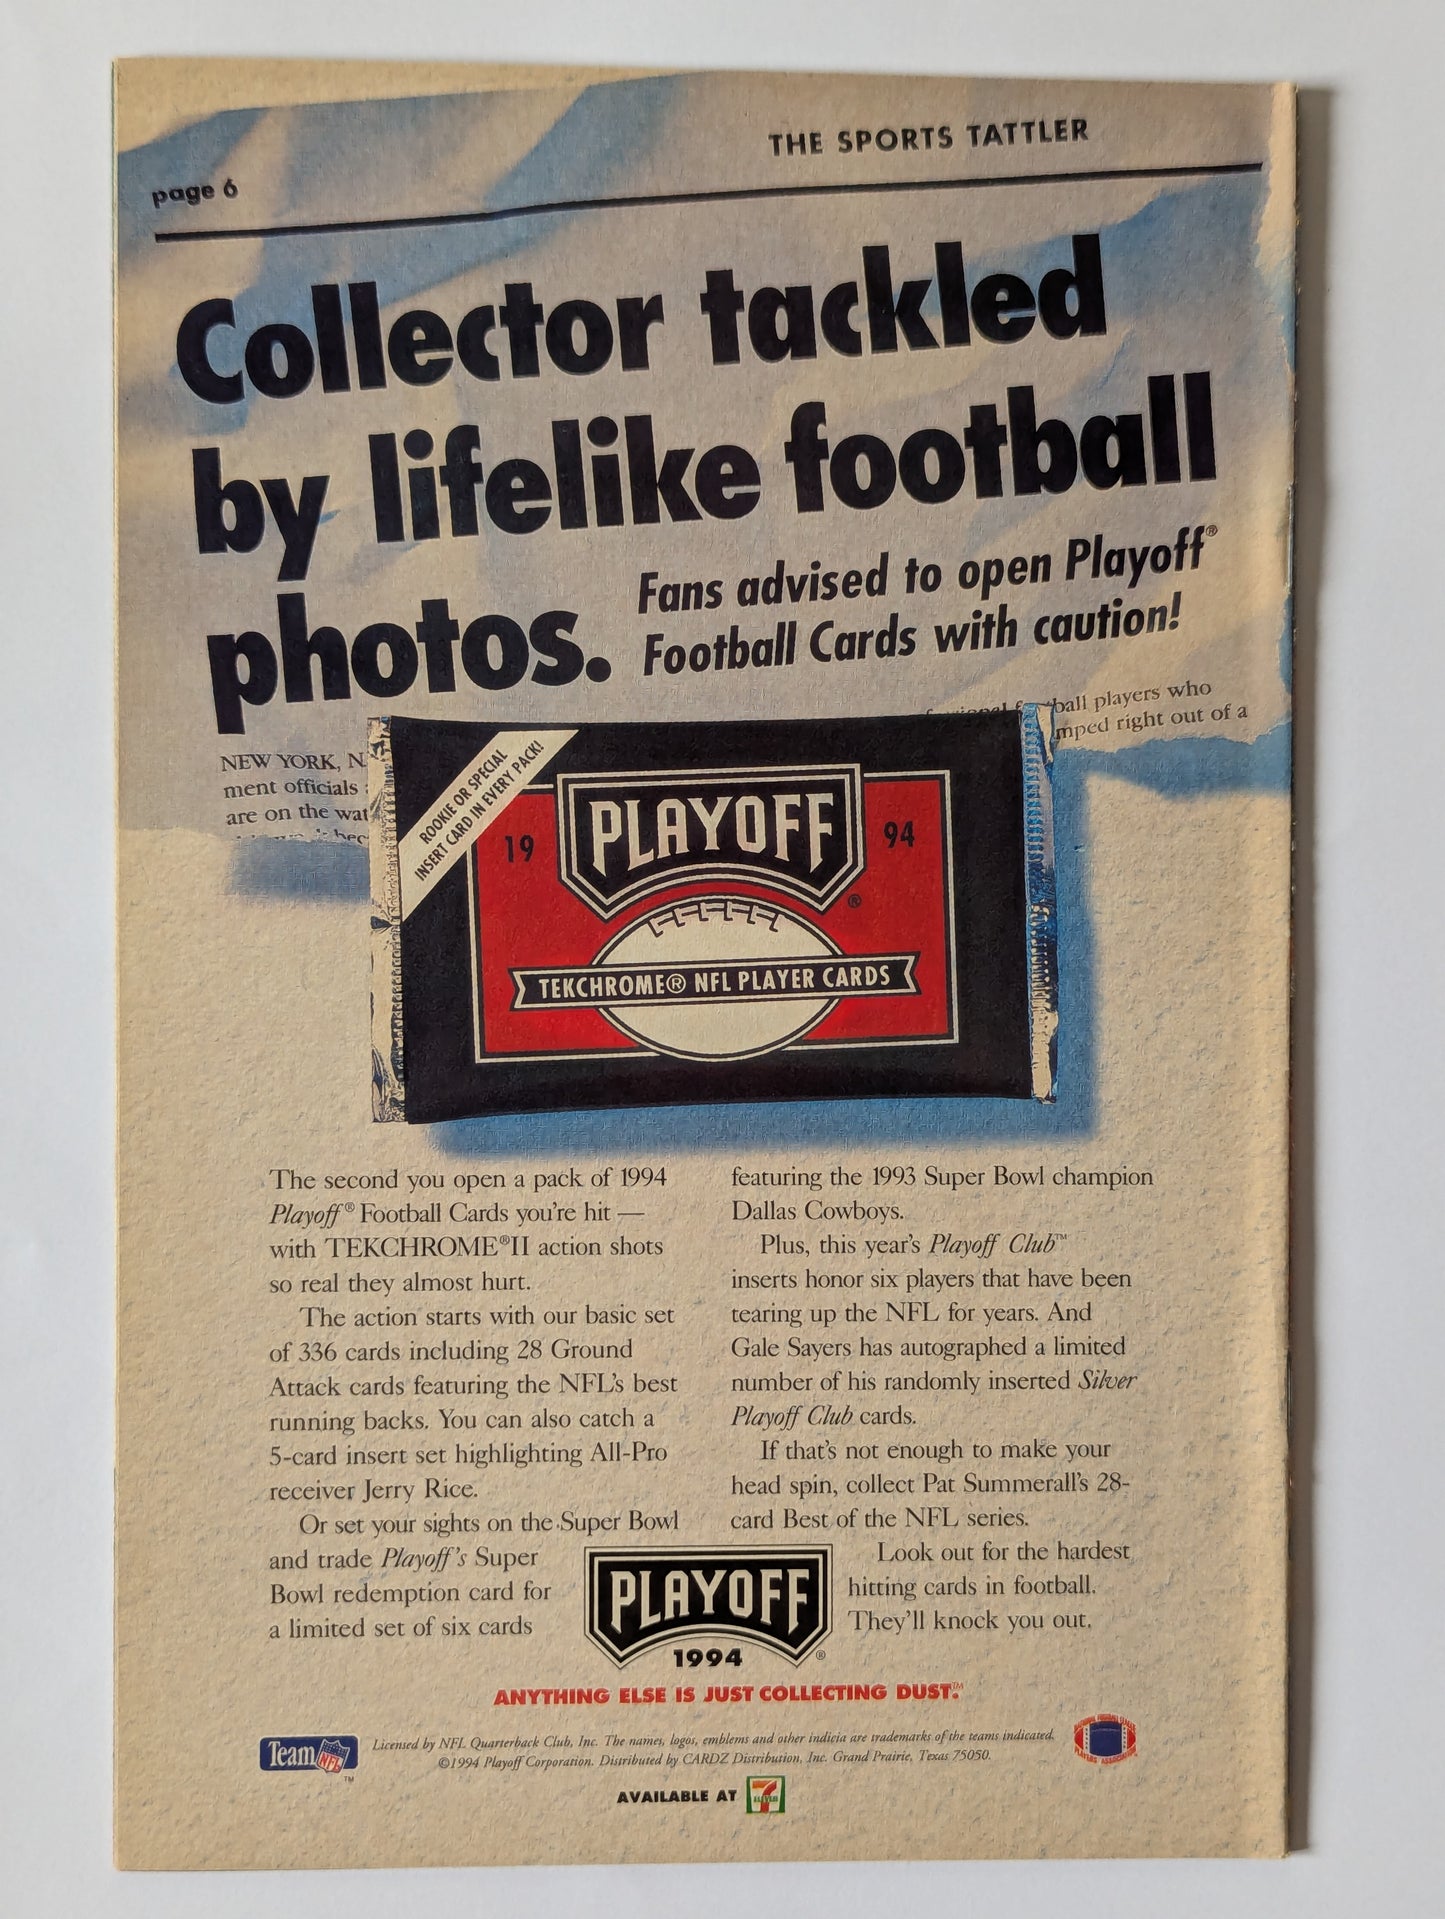 THE SPORTS TATTLER
page 6
Collector tackled
by lifelike football
photos.
Fans advised to open Playoff®
Football Cards with caution!
ball players who
mped right out of a
NEW YORK, N
ment officials
are on the wat
ROOKIE OR SPECIAL
INSERT CARD IN EVERY PACK!
19 PLAYOFF 94
®
TEKCHROME® NFL PLAYER CARDS
The second you open a pack of 1994
Playoff® Football Cards you're hit —
with TEKCHROME®II action shots
so real they almost hurt.
The action starts with our basic set
of 336 cards including 28 Ground
Attack cards featuring the NFL's best
running backs. You can also catch a
5-card insert set highlighting All-Pro
receiver Jerry Rice.
Or set your sights on the Super Bowl
and trade Playoff's Super
Bowl redemption card for
a limited set of six cards
featuring the 1993 Super Bowl champion
Dallas Cowboys.
Plus, this year's Playoff Club™
inserts honor six players that have been
tearing up the NFL for years. And
Gale Sayers has autographed a limited
number of his randomly inserted Silver
Playoff Club cards.
If that's not enough to make your
head spin, collect Pat Summerall's 28-
card Best of the NFL series.
Look out for the hardest
hitting cards in football.
They'll knock you out.
PLAYOFF
1994
®
ANYTHING ELSE IS JUST COLLECTING DUST.™
Team NFL
TM
Licensed by NFL Quarterback Club, Inc. The names, logos, emblems and other indicia are trademarks of the teams indicated.
©1994 Playoff Corporation. Distributed by CARDZ Distribution, Inc. Grand Prairie, Texas 75050.
NATIONAL FOOTBALL LEAGUE
PLAYERS ASSOCIATION
AVAILABLE AT 7 ELEVEN